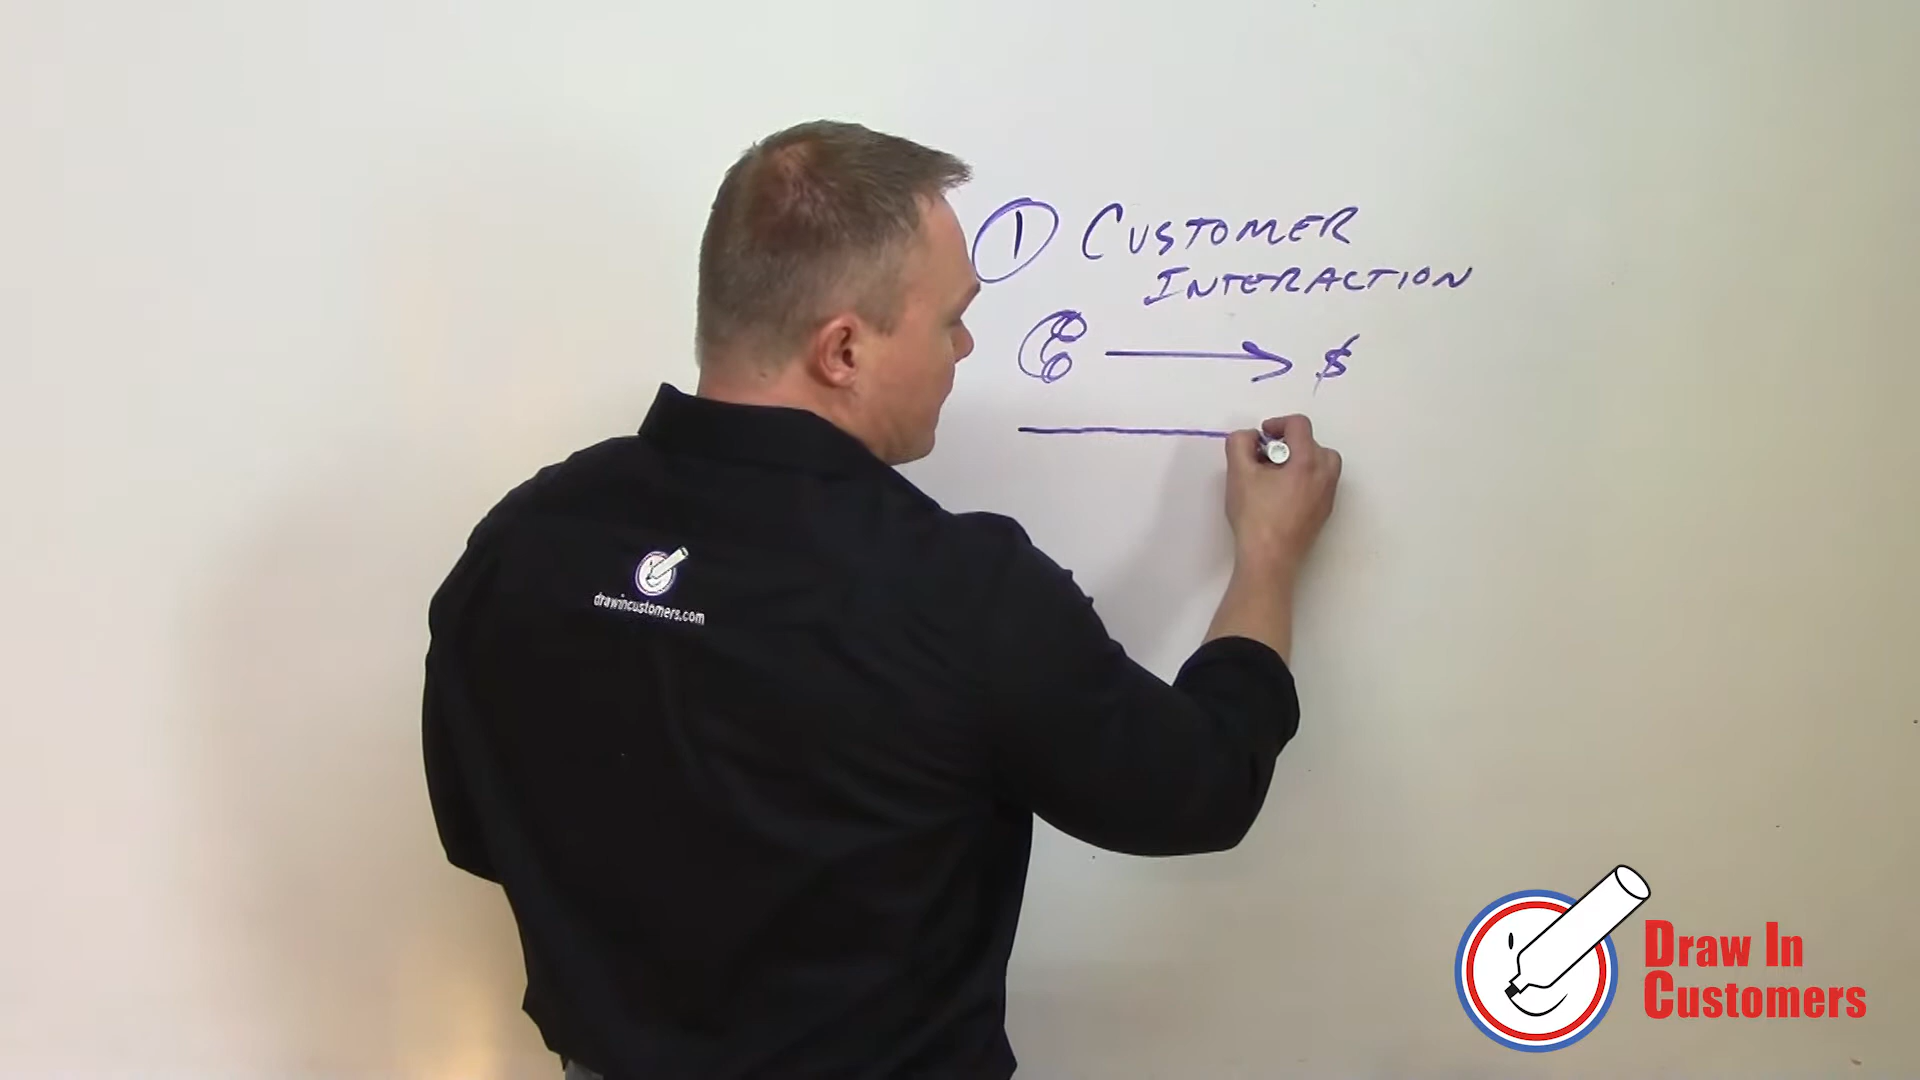 ① CUSTOMER
INTERACTION
$
drawincustomers.com
Draw In
Customers